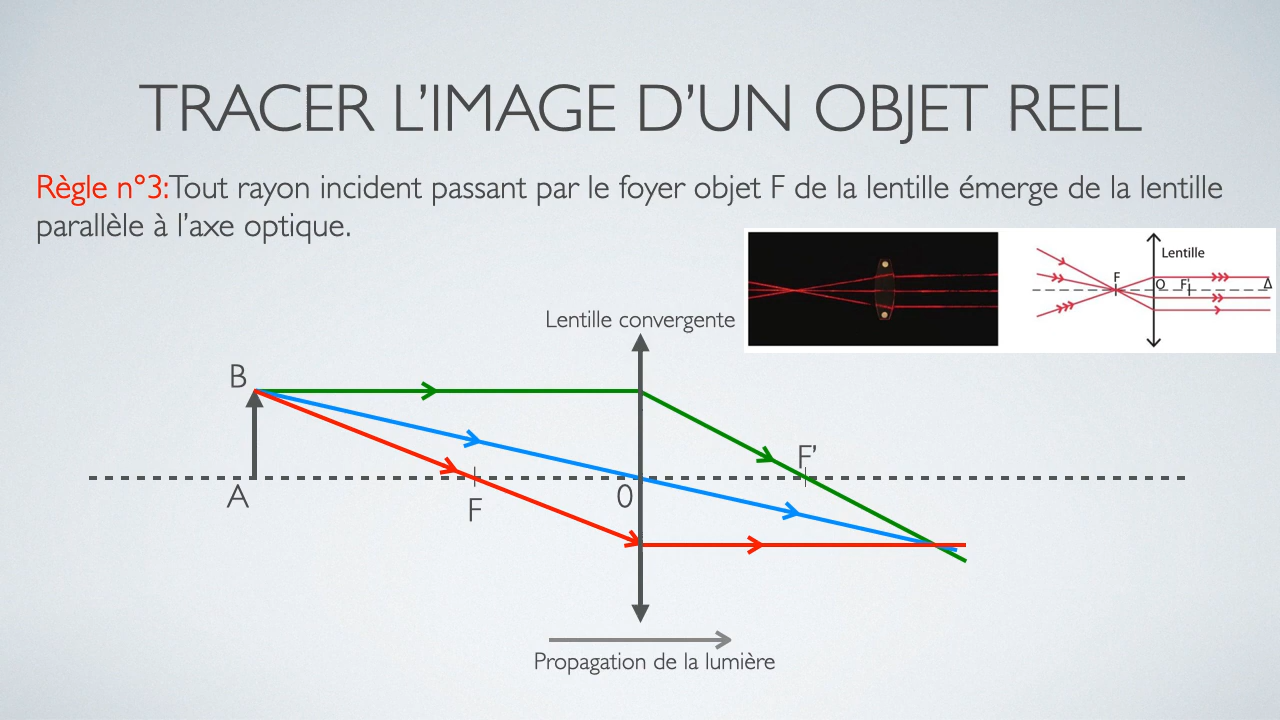 TRACER L’IMAGE D’UN OBJET REEL
Règle n°3:Tout rayon incident passant par le foyer objet F de la lentille émerge de la lentille
parallèle à l’axe optique.
Lentille
F
O
F'
Δ
Lentille convergente
B
F’
A
F
0
Propagation de la lumière